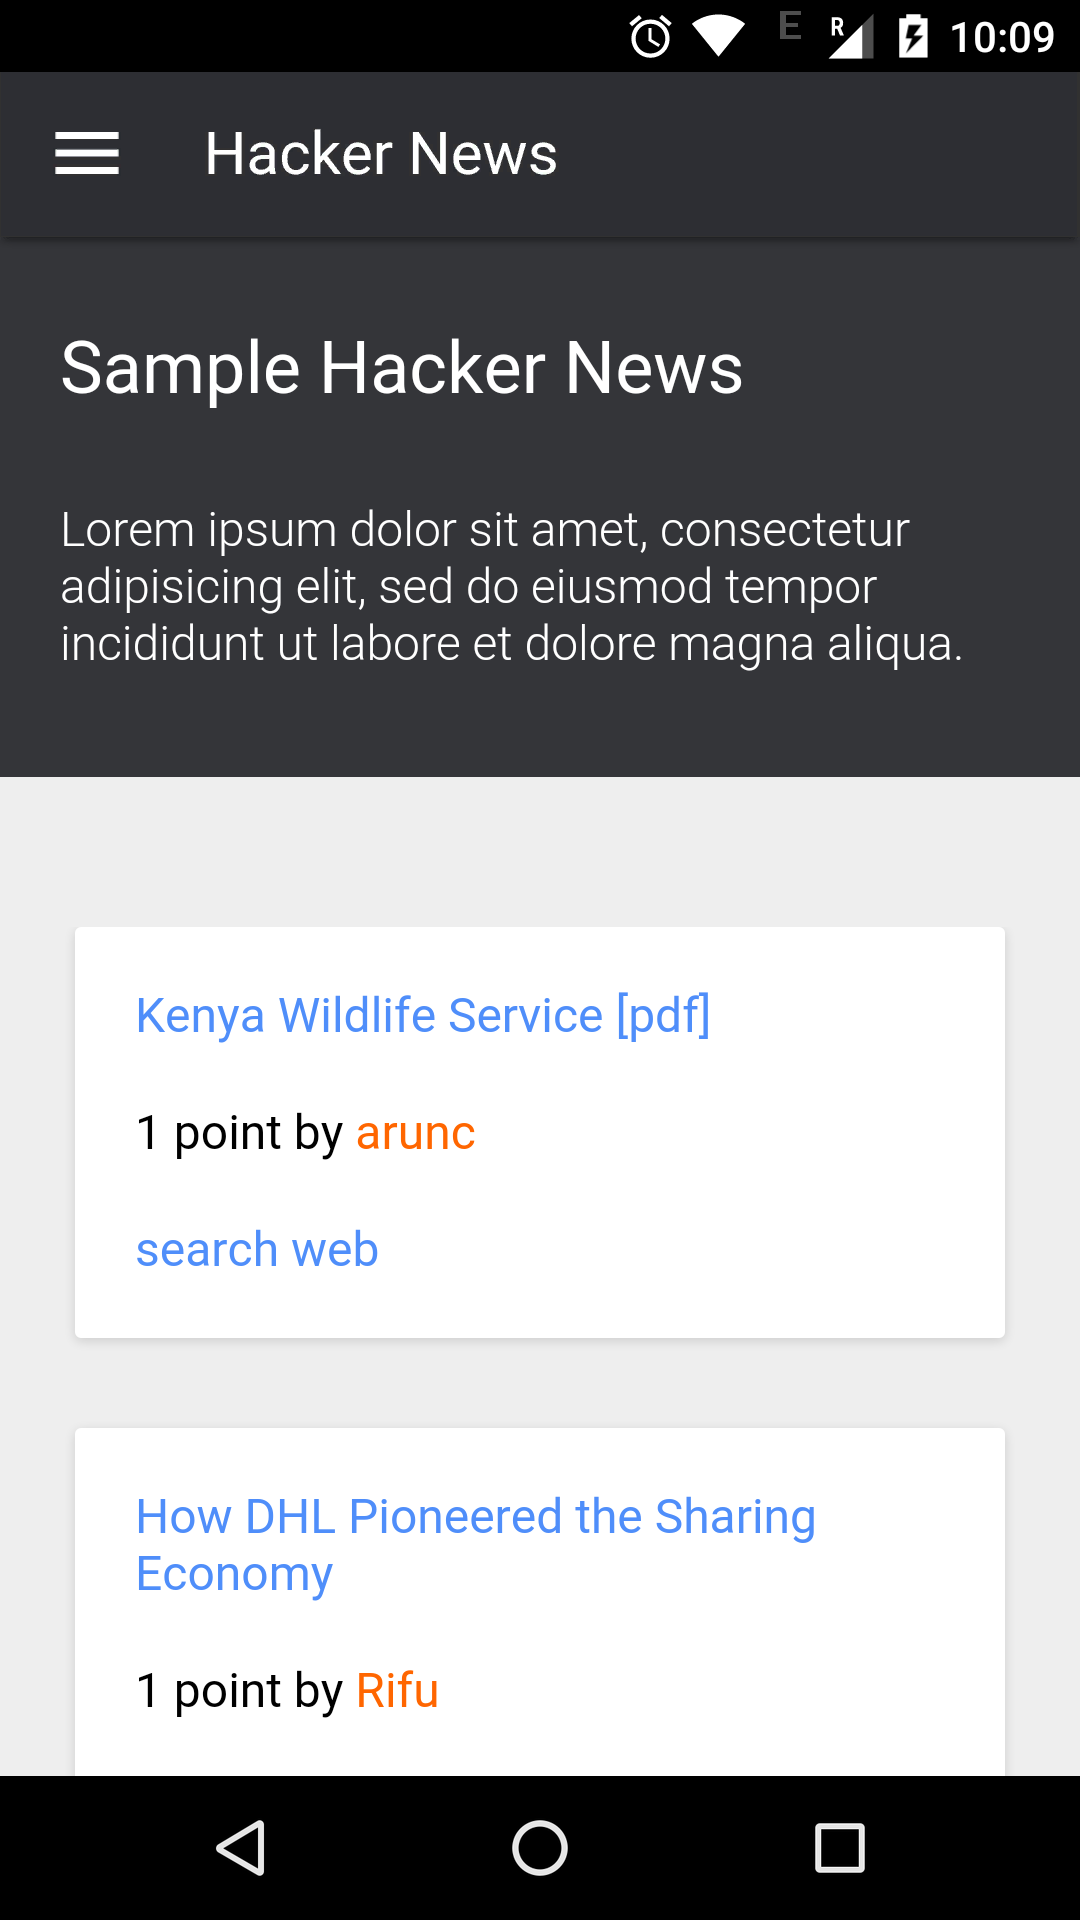 E R 10:09
Hacker News
Sample Hacker News
Lorem ipsum dolor sit amet, consectetur
adipisicing elit, sed do eiusmod tempor
incididunt ut labore et dolore magna aliqua.
Kenya Wildlife Service [pdf]
1 point by arunc
search web
How DHL Pioneered the Sharing
Economy
1 point by Rifu